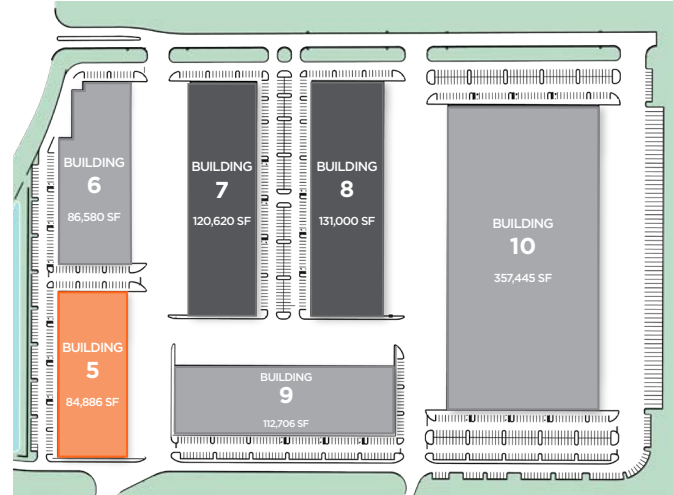 BUILDING
6
86,580 SF
BUILDING
7
120,620 SF
BUILDING
8
131,000 SF
BUILDING
10
357,445 SF
BUILDING
5
84,886 SF
BUILDING
9
112,706 SF